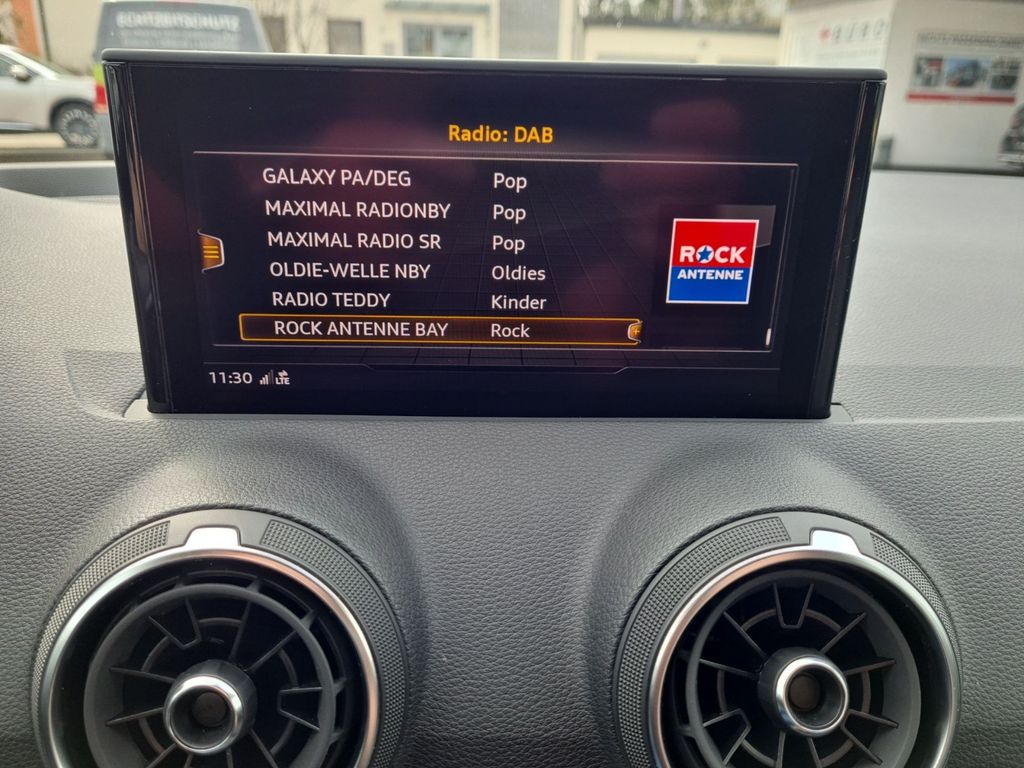 ECHTZEITSCHUTZ
Radio: DAB
GALAXY PA/DEG Pop
MAXIMAL RADIONBY Pop
MAXIMAL RADIO SR Pop
OLDIE-WELLE NBY Oldies
RADIO TEDDY Kinder
ROCK ANTENNE BAY Rock
ROCK
ANTENNE
11:30 LTE